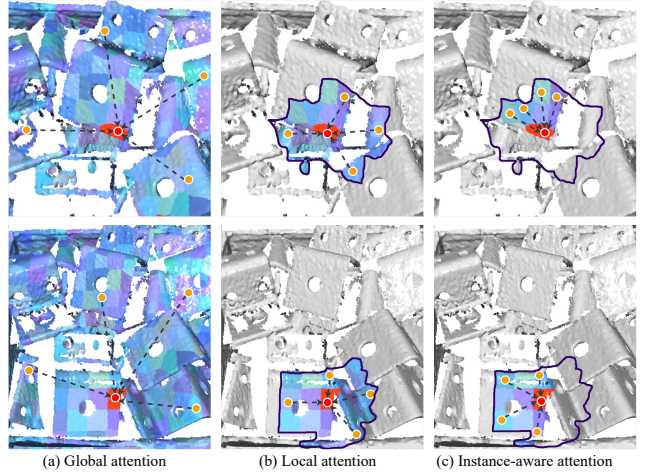 (a) Global attention
(b) Local attention
(c) Instance-aware attention